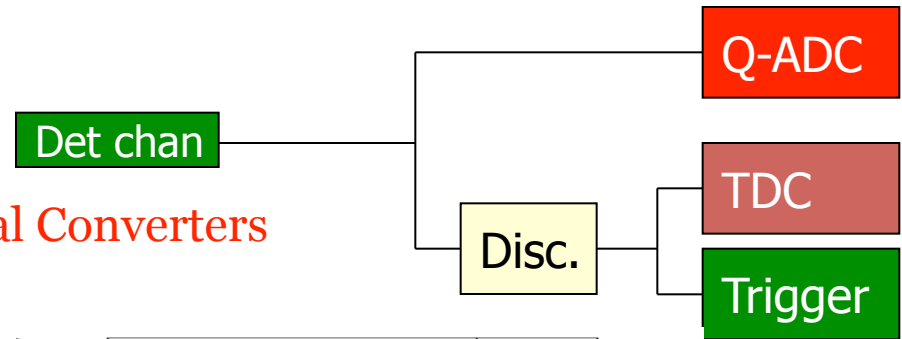 Q-ADC
Det chan
TDC
al Converters
Disc.
Trigger